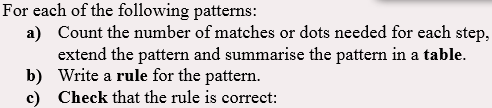 For each of the following patterns:
a) Count the number of matches or dots needed for each step,
extend the pattern and summarise the pattern in a table.
b) Write a rule for the pattern.
c) Check that the rule is correct: